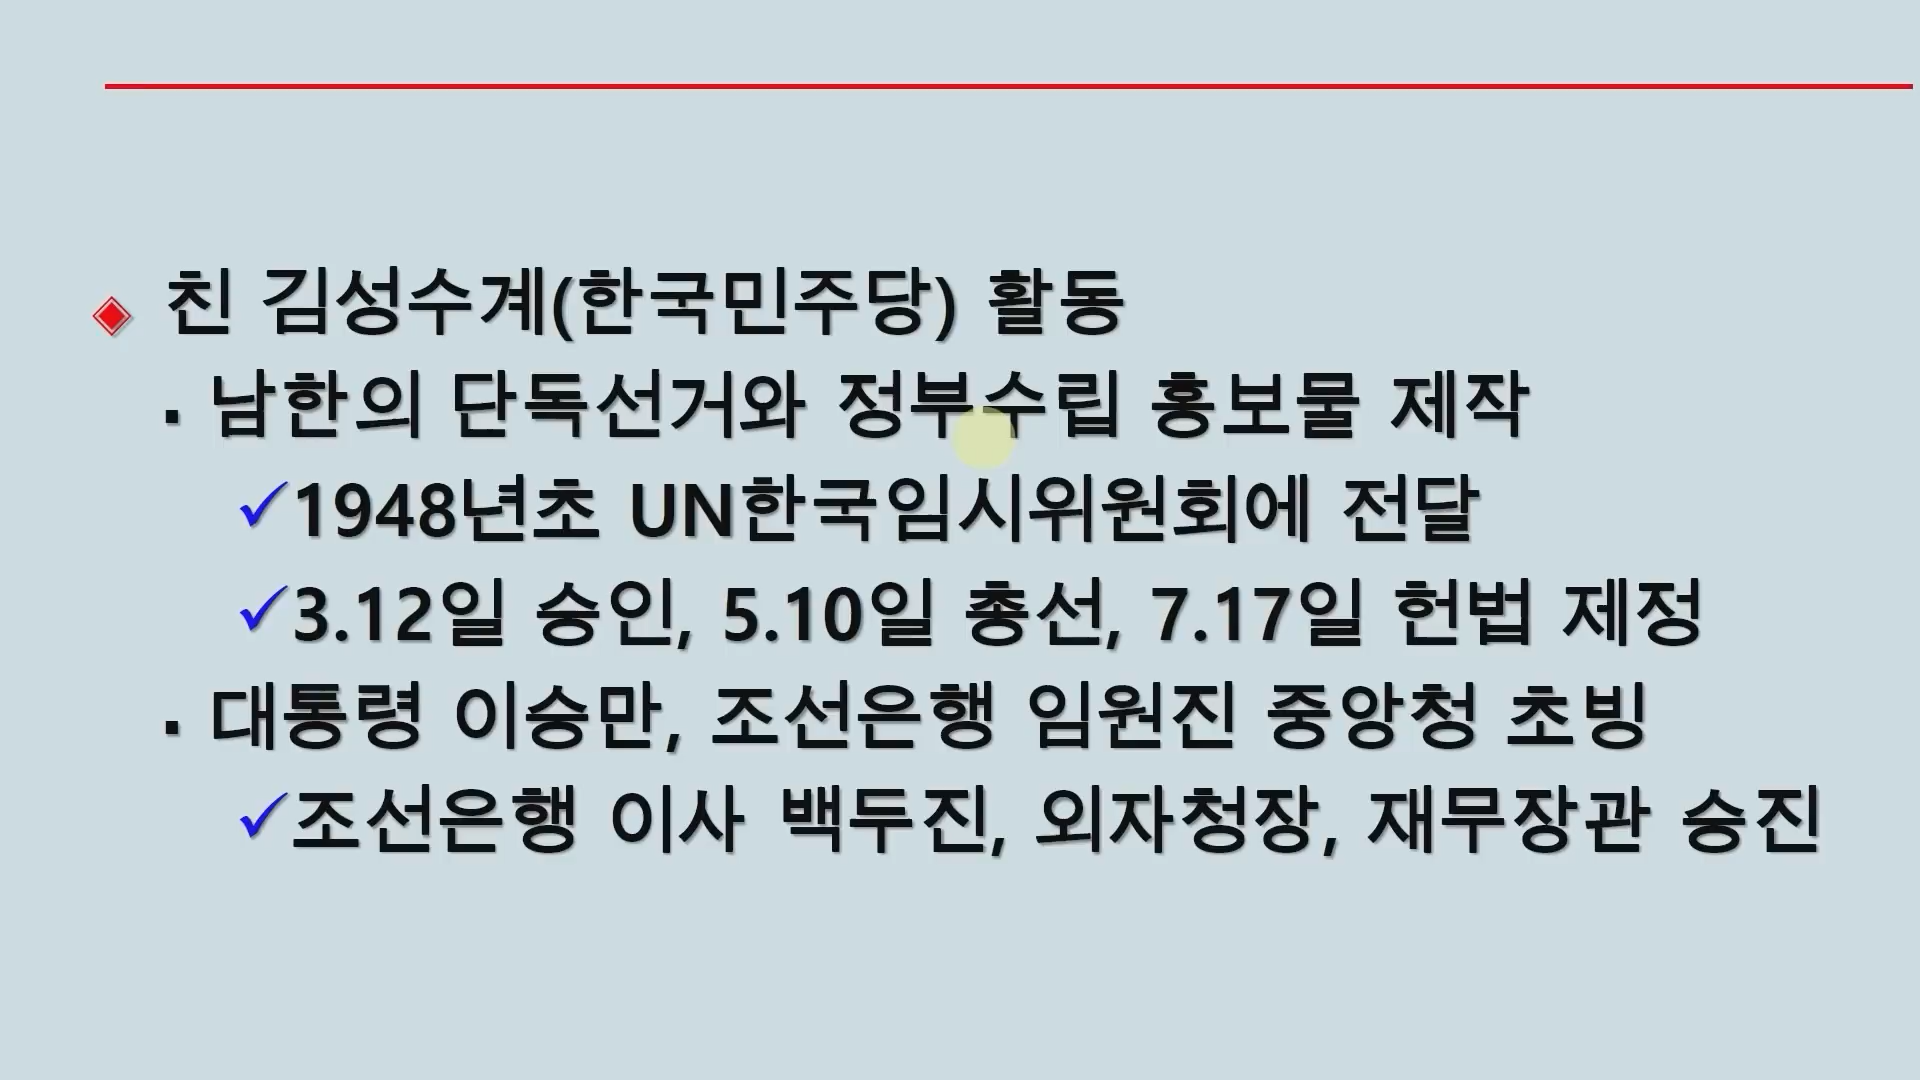 친 김성수계(한국민주당) 활동
▪ 남한의 단독선거와 정부수립 홍보물 제작
✓1948년초 UN한국임시위원회에 전달
✓3.12일 승인, 5.10일 총선, 7.17일 헌법 제정
▪ 대통령 이승만, 조선은행 임원진 중앙청 초빙
✓조선은행 이사 백두진, 외자청장, 재무장관 승진